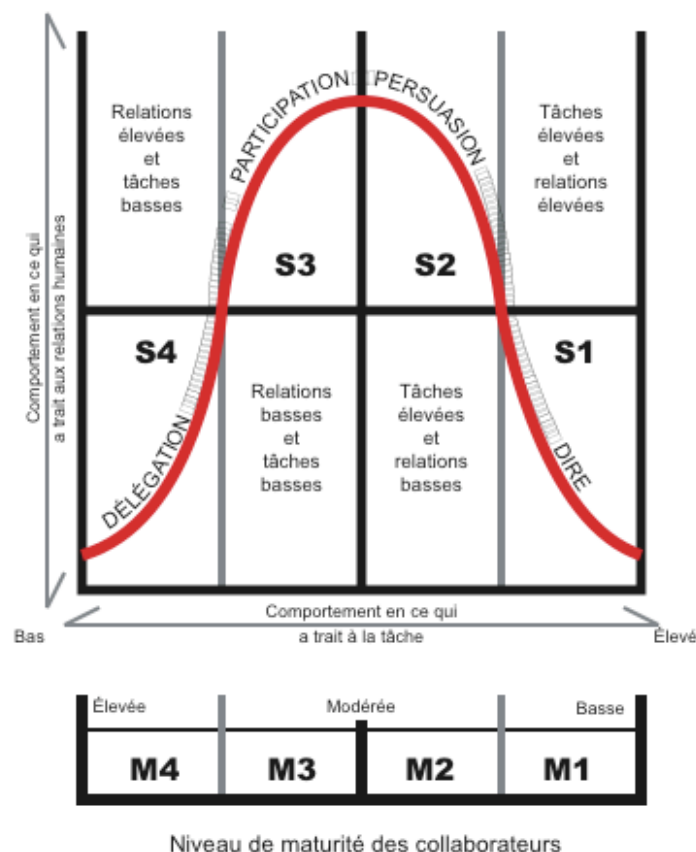 PARTICIPATION
PERSUASION
Relations
élevées
et
tâches
basses
Tâches
élevées
et
relations
élevées
S3
S2
S4
S1
Relations
basses
et
tâches
basses
Tâches
élevées
et
relations
basses
DÉLÉGATION
DIRE
Comportement en ce qui
a trait aux relations humaines
Comportement en ce qui
a trait à la tâche
Bas
Élevé
Élevée
Modérée
Basse
M4
M3
M2
M1
Niveau de maturité des collaborateurs